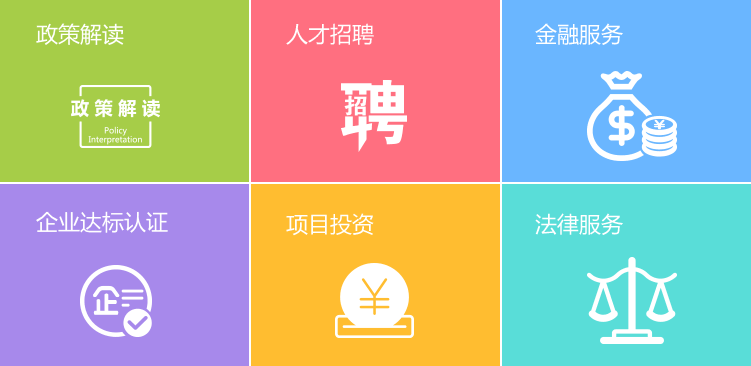 政策解读
人才招聘
金融服务
政策解读
Policy
Interpretation
招聘
$
¥
企业达标认证
项目投资
法律服务
企
¥